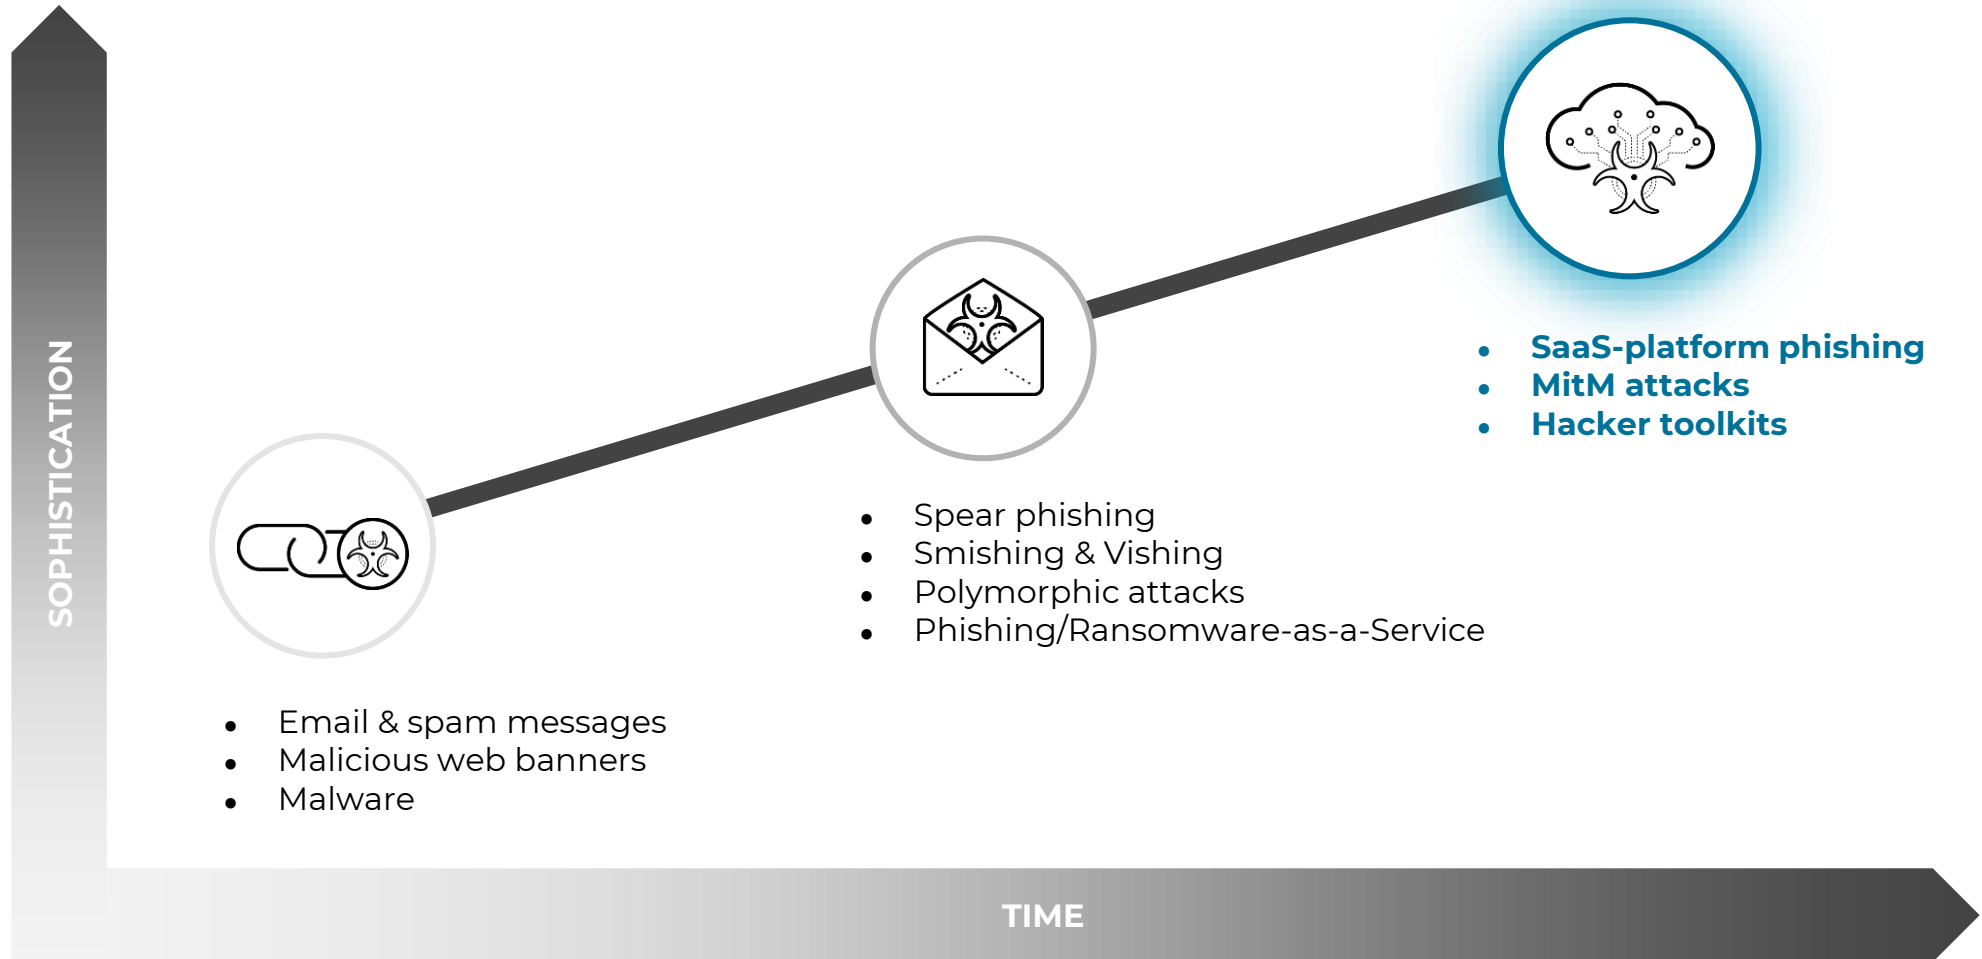 SOPHISTICATION
• SaaS-platform phishing
• MitM attacks
• Hacker toolkits
• Spear phishing
• Smishing & Vishing
• Polymorphic attacks
• Phishing/Ransomware-as-a-Service
• Email & spam messages
• Malicious web banners
• Malware
TIME